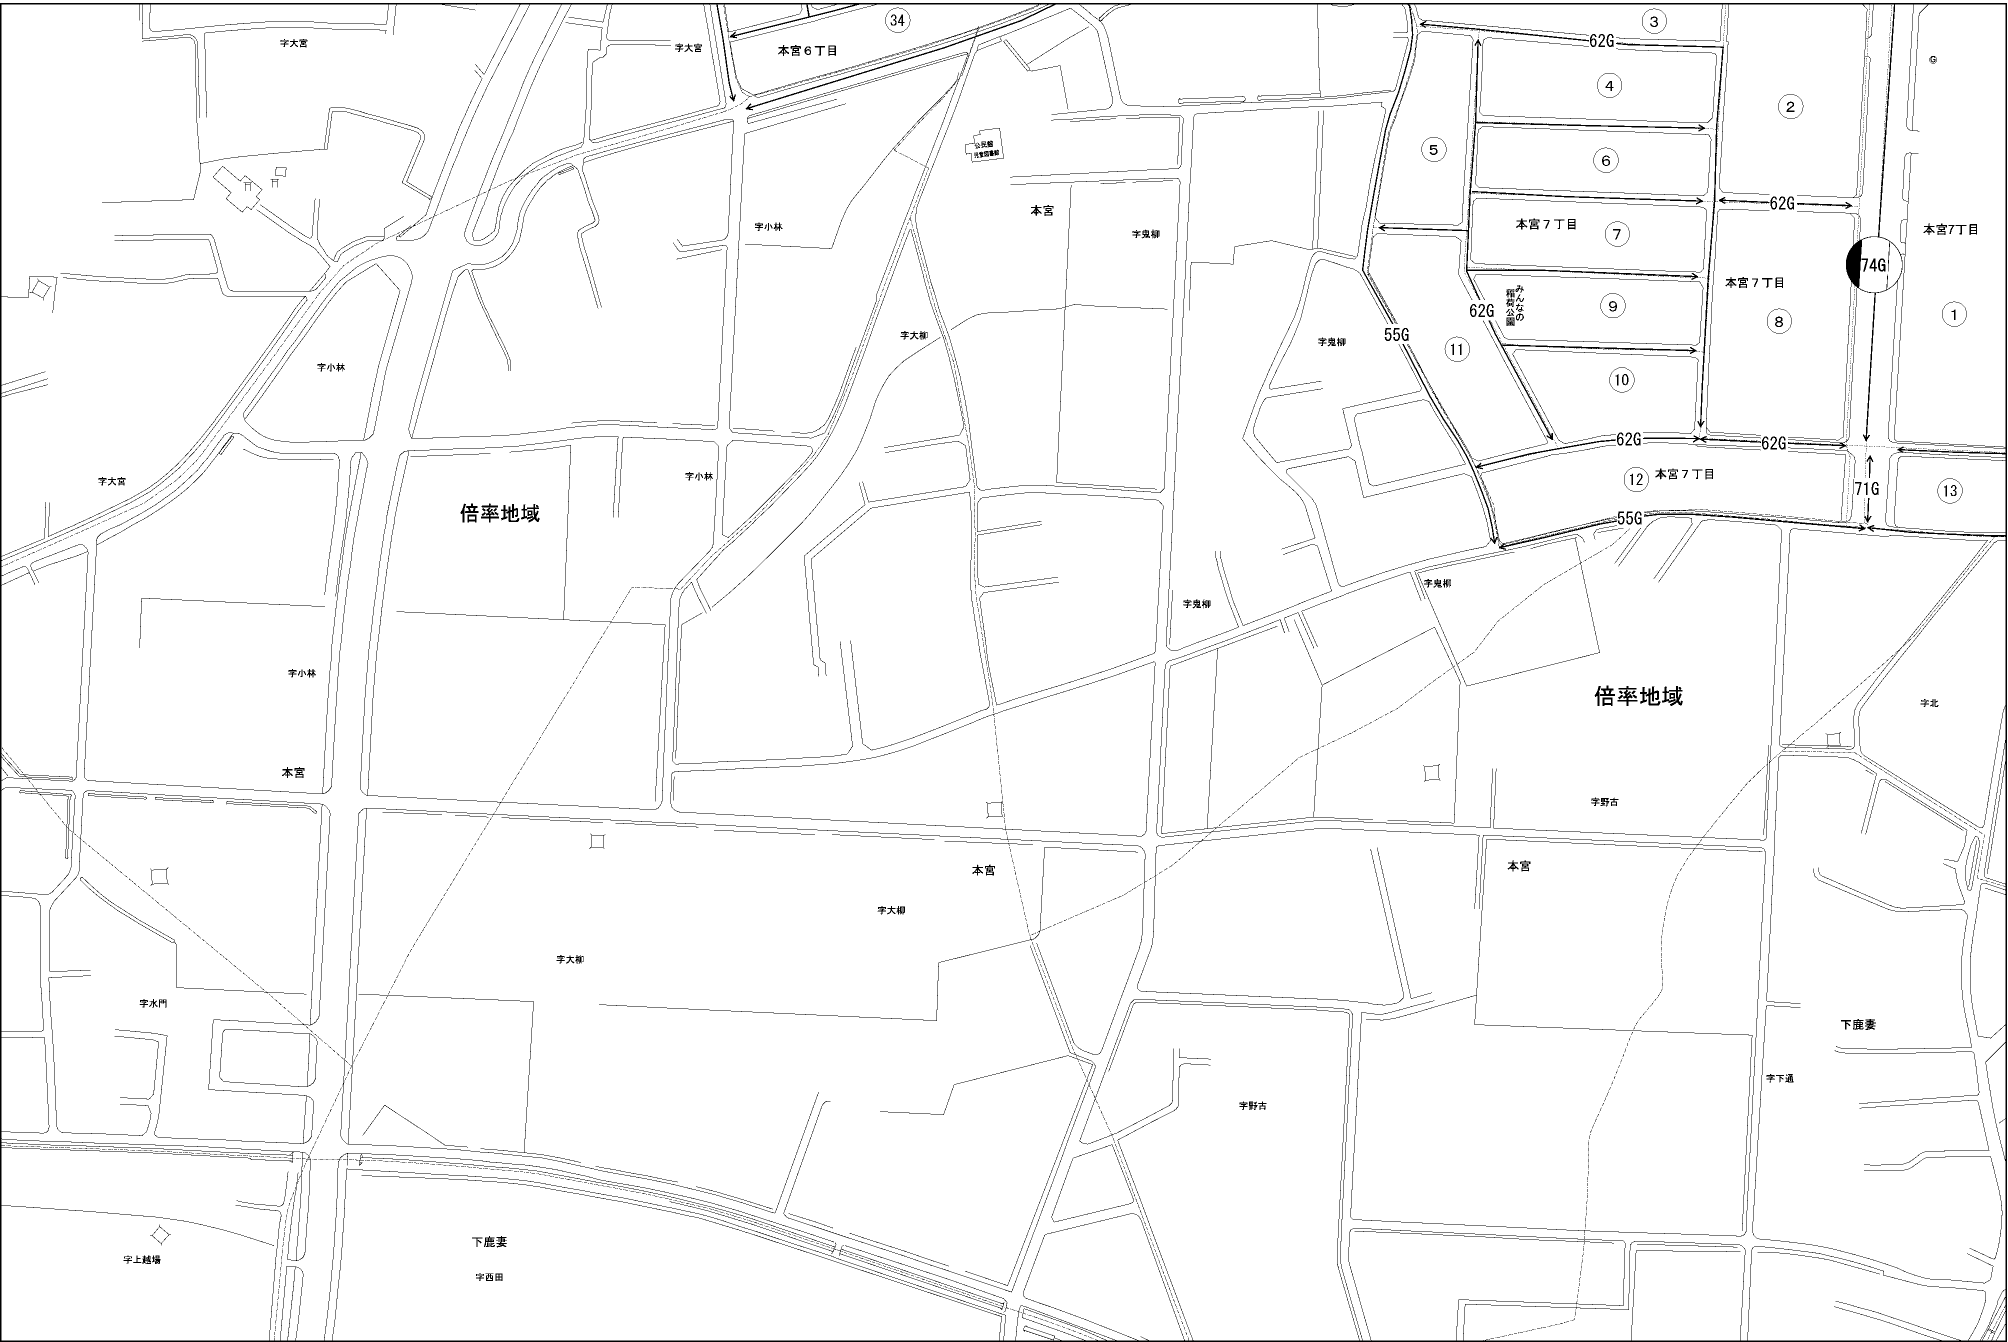 34
本宮6丁目
字大宮
字大宮
62G
3
4
2
G
5
6
公民館
児童図書館
本宮
字小林
字鬼柳
62G
本宮7丁目
本宮7丁目
7
74G
本宮7丁目
みんなの
稲荷公園
62G
9
8
1
55G
字大柳
字鬼柳
11
字小林
10
62G
62G
本宮7丁目
12
71G
13
字小林
字大宮
倍率地域
55G
字鬼柳
字鬼柳
字小林
倍率地域
字北
本宮
字野古
本宮
本宮
字大柳
字大柳
字水門
下鹿妻
字下通
字野古
下鹿妻
字上越場
字西田